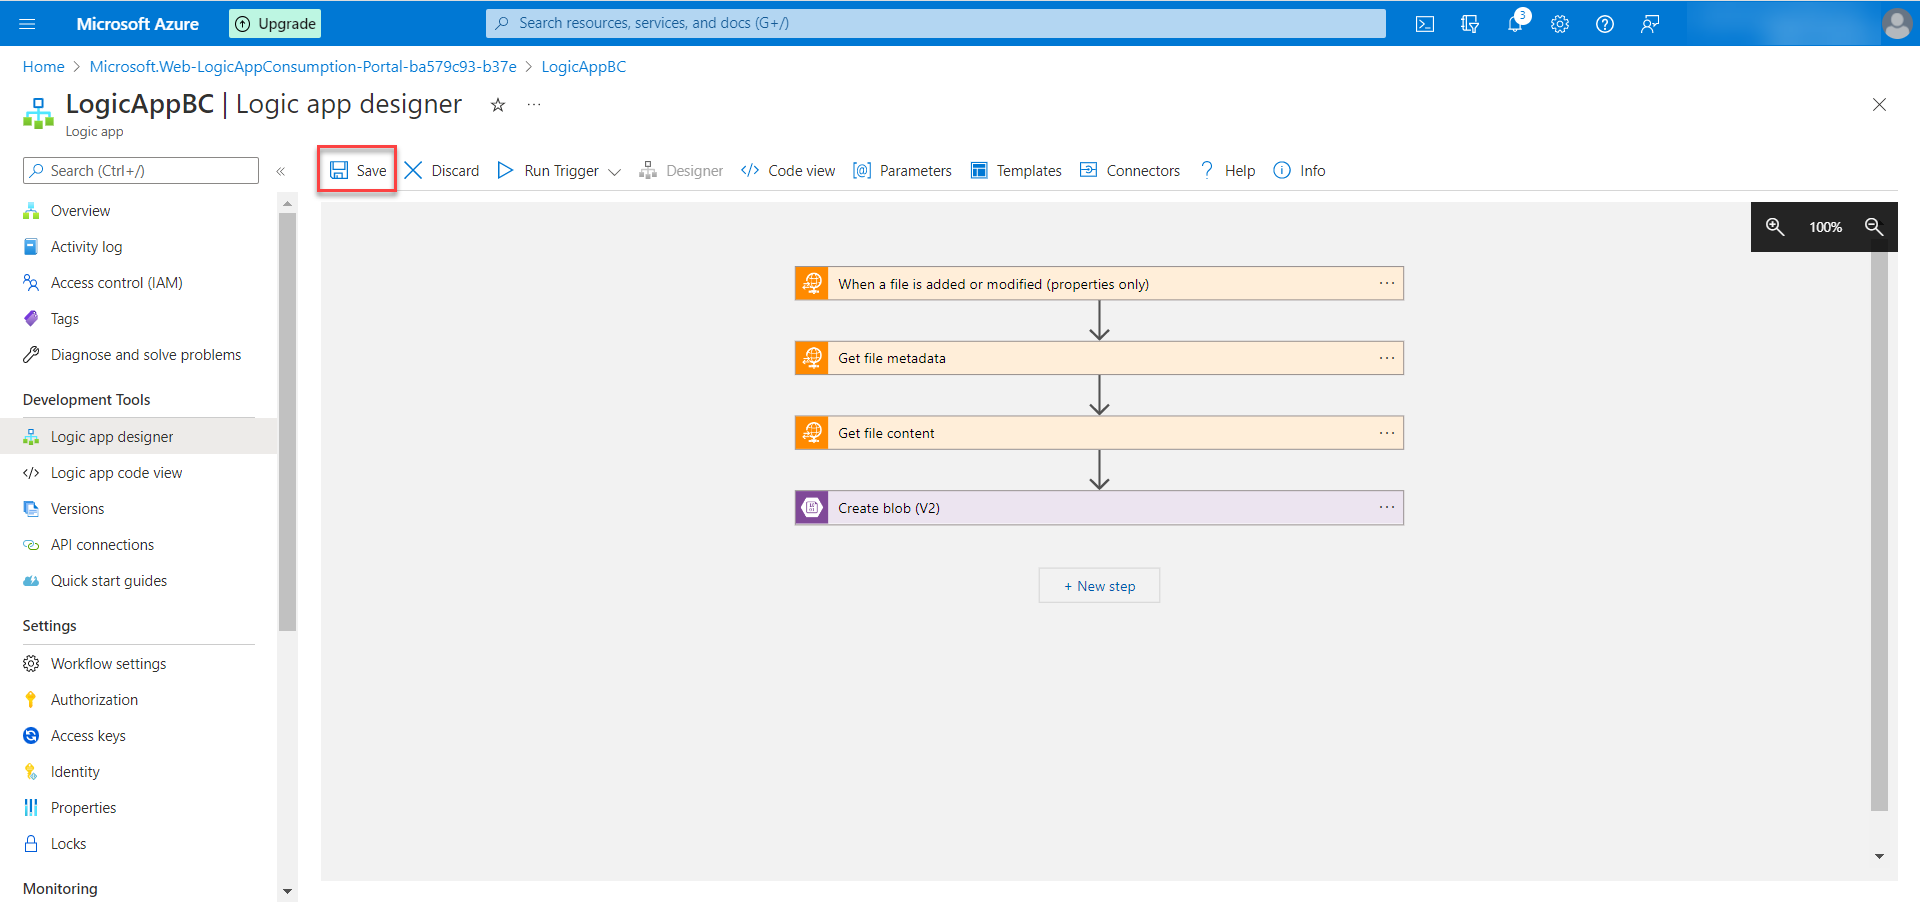 Microsoft Azure
Upgrade
Search resources, services, and docs (G+/)
3
Home > Microsoft.Web-LogicAppConsumption-Portal-ba579c93-b37e > LogicAppBC
LogicAppBC | Logic app designer
Logic app
Search (Ctrl+/)
Save
Discard
Run Trigger
Designer
Code view
Parameters
Templates
Connectors
Help
Info
Overview
Activity log
Access control (IAM)
Tags
Diagnose and solve problems
Development Tools
Logic app designer
Logic app code view
Versions
API connections
Quick start guides
Settings
Workflow settings
Authorization
Access keys
Identity
Properties
Locks
Monitoring
100%
When a file is added or modified (properties only)
Get file metadata
Get file content
Create blob (V2)
+ New step